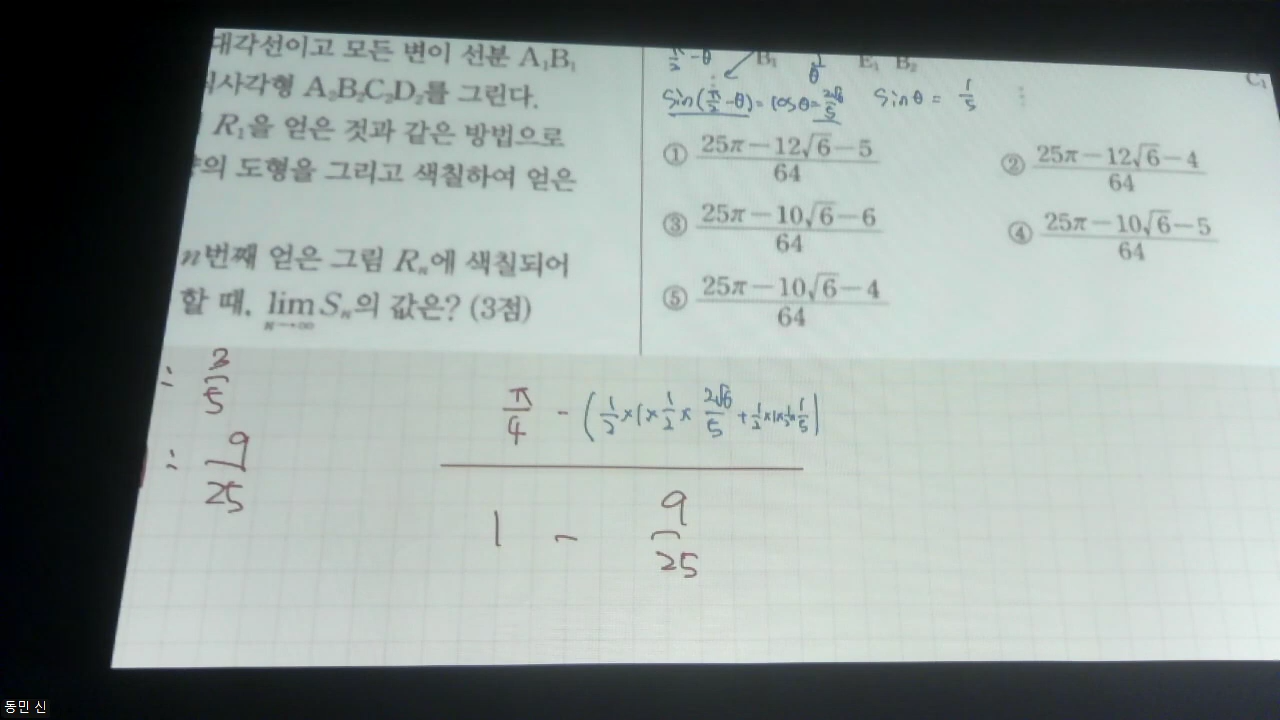 대각선이고 모든 변이 선분 A₁B₁
사각형 A₂B₂C₂D₂를 그린다.
R₁을 얻은 것과 같은 방법으로
의 도형을 그리고 색칠하여 얻은
n번째 얻은 그림 Rₙ에 색칠되어
할 때, lim Sₙ의 값은? (3점)
n→∞
π/2 - θ B₁ θ E₁ B₂
C₁
sin(π/2 - θ) = cosθ = 2√6/5 sinθ = 1/5
① (25π-12√6-5)/64 ② (25π-12√6-4)/64
③ (25π-10√6-6)/64 ④ (25π-10√6-5)/64
⑤ (25π-10√6-4)/64
∴ 3/5
∴ 9/25
π/4 - (1/2 × 1 × 1/2 × 2√6/5 + 1/2 × 1 × 1/2 × 1/5)
1 - 9/25
동민 신